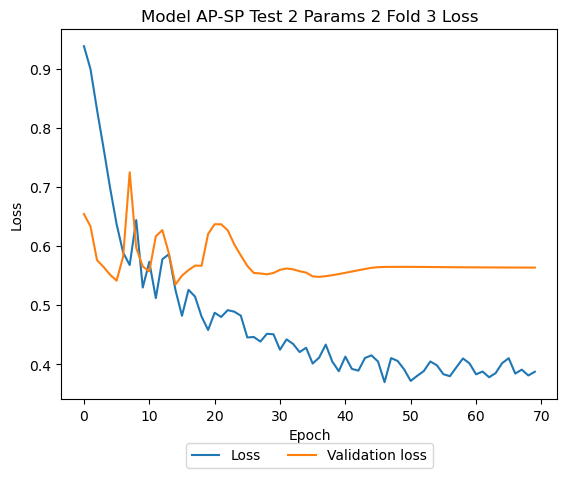 Model AP-SP Test 2 Params 2 Fold 3 Loss
Loss
0.9
0.8
0.7
0.6
0.5
0.4
0 10 20 30 40 50 60 70
Epoch
Loss Validation loss